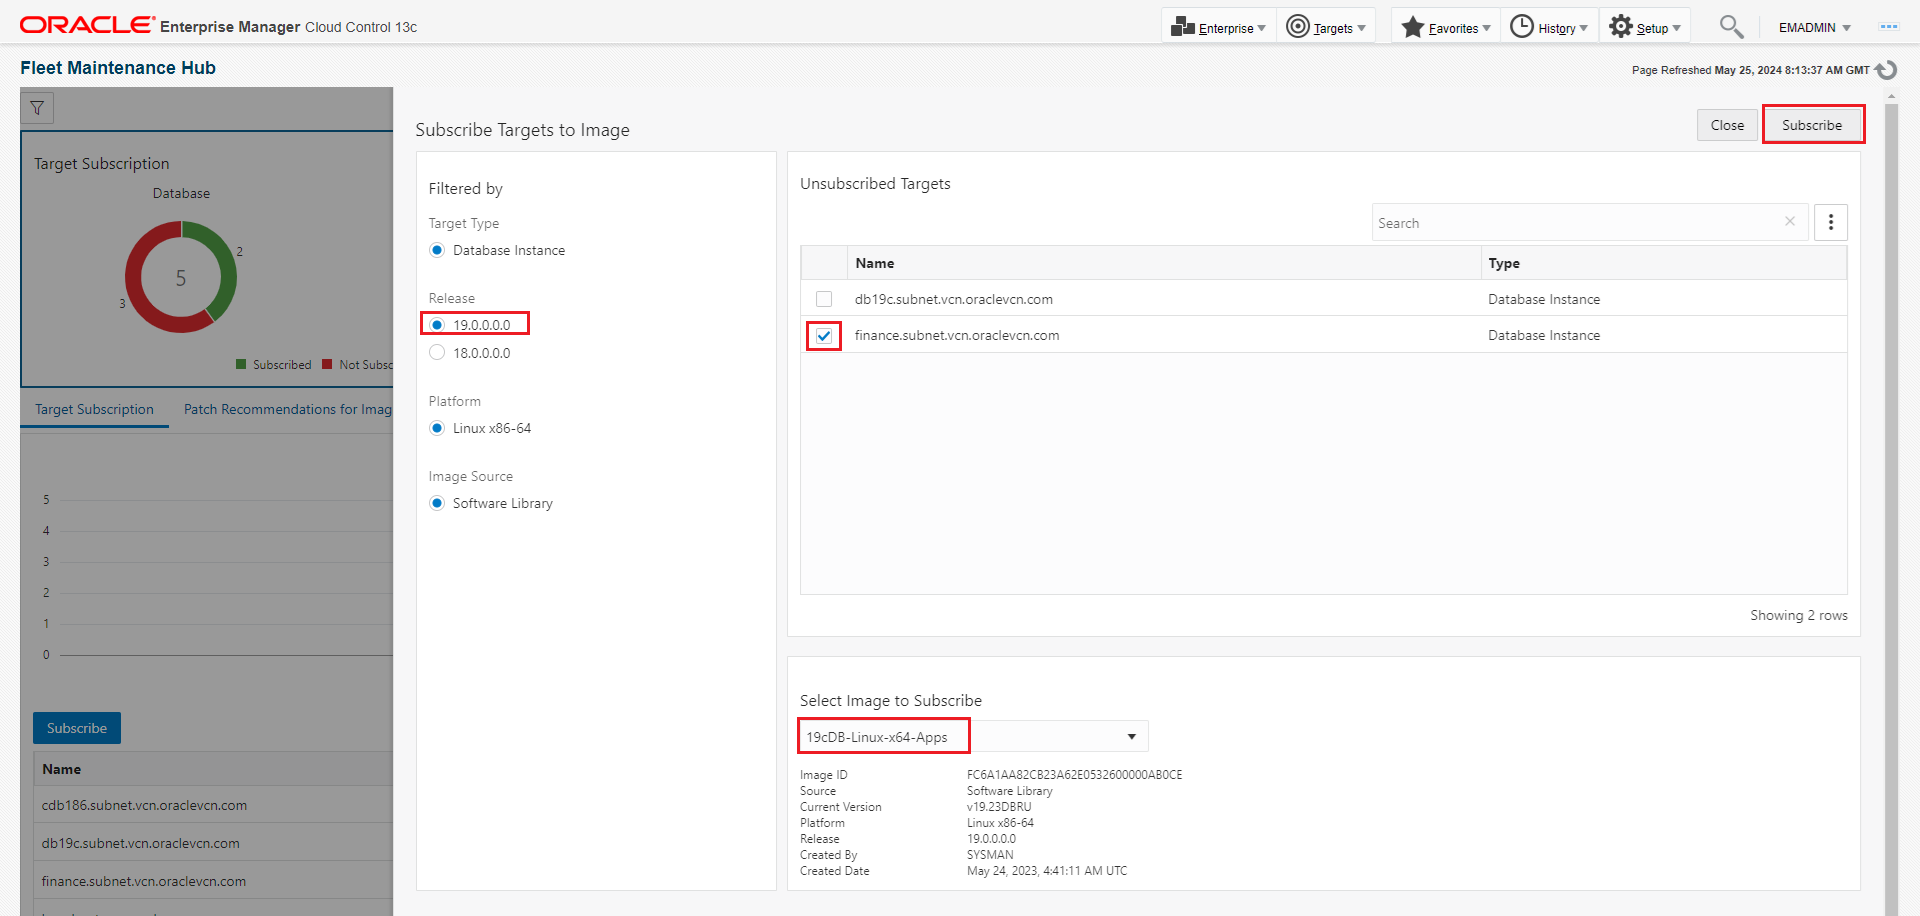 ORACLE Enterprise Manager Cloud Control 13c
Enterprise
Targets
Favorites
History
Setup
EMADMIN
Fleet Maintenance Hub
Page Refreshed May 25, 2024 8:13:37 AM GMT
Target Subscription
Database
2
5
3
Subscribed
Not Subsc
Target Subscription
Patch Recommendations for Imag
5
4
3
2
1
0
Subscribe
Name
cdb186.subnet.vcn.oraclevcn.com
db19c.subnet.vcn.oraclevcn.com
finance.subnet.vcn.oraclevcn.com
Subscribe Targets to Image
Close
Subscribe
Filtered by
Target Type
Database Instance
Release
19.0.0.0.0
18.0.0.0.0
Platform
Linux x86-64
Image Source
Software Library
Unsubscribed Targets
Search
Name Type
db19c.subnet.vcn.oraclevcn.com Database Instance
finance.subnet.vcn.oraclevcn.com Database Instance
Showing 2 rows
Select Image to Subscribe
19cDB-Linux-x64-Apps
Image ID FC6A1AA82CB23A62E0532600000AB0CE
Source Software Library
Current Version v19.23DBRU
Platform Linux x86-64
Release 19.0.0.0.0
Created By SYSMAN
Created Date May 24, 2023, 4:41:11 AM UTC